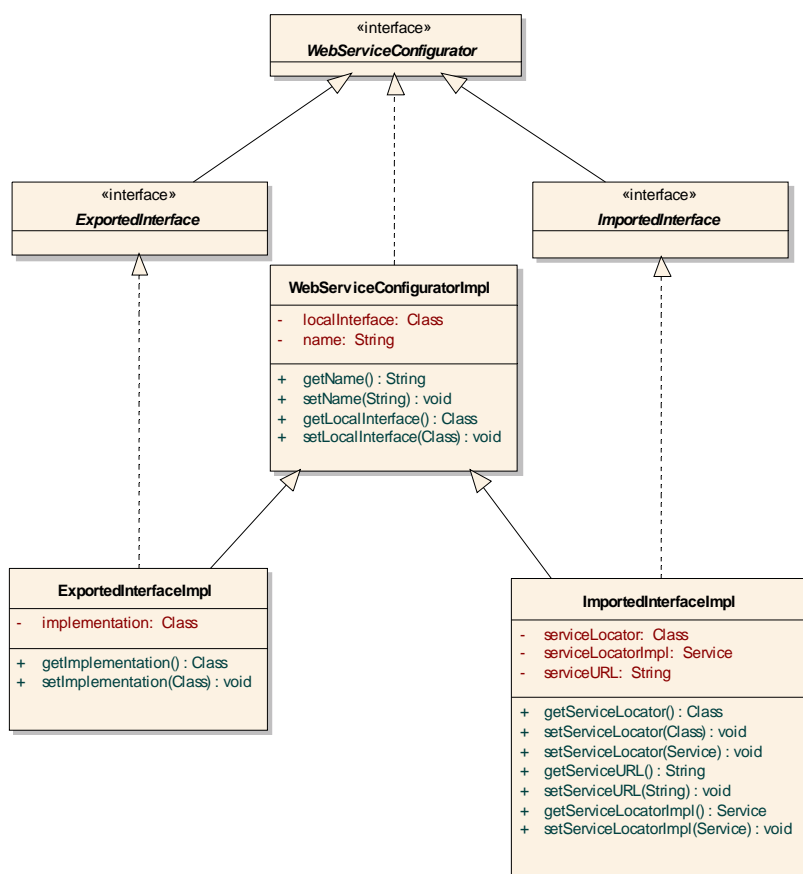 «interface»
WebServiceConfigurator
«interface»
ExportedInterface
«interface»
ImportedInterface
WebServiceConfiguratorImpl
- localInterface: Class
- name: String
+ getName() : String
+ setName(String) : void
+ getLocalInterface() : Class
+ setLocalInterface(Class) : void
ExportedInterfaceImpl
- implementation: Class
+ getImplementation() : Class
+ setImplementation(Class) : void
ImportedInterfaceImpl
- serviceLocator: Class
- serviceLocatorImpl: Service
- serviceURL: String
+ getServiceLocator() : Class
+ setServiceLocator(Class) : void
+ setServiceLocator(Service) : void
+ getServiceURL() : String
+ setServiceURL(String) : void
+ getServiceLocatorImpl() : Service
+ setServiceLocatorImpl(Service) : void